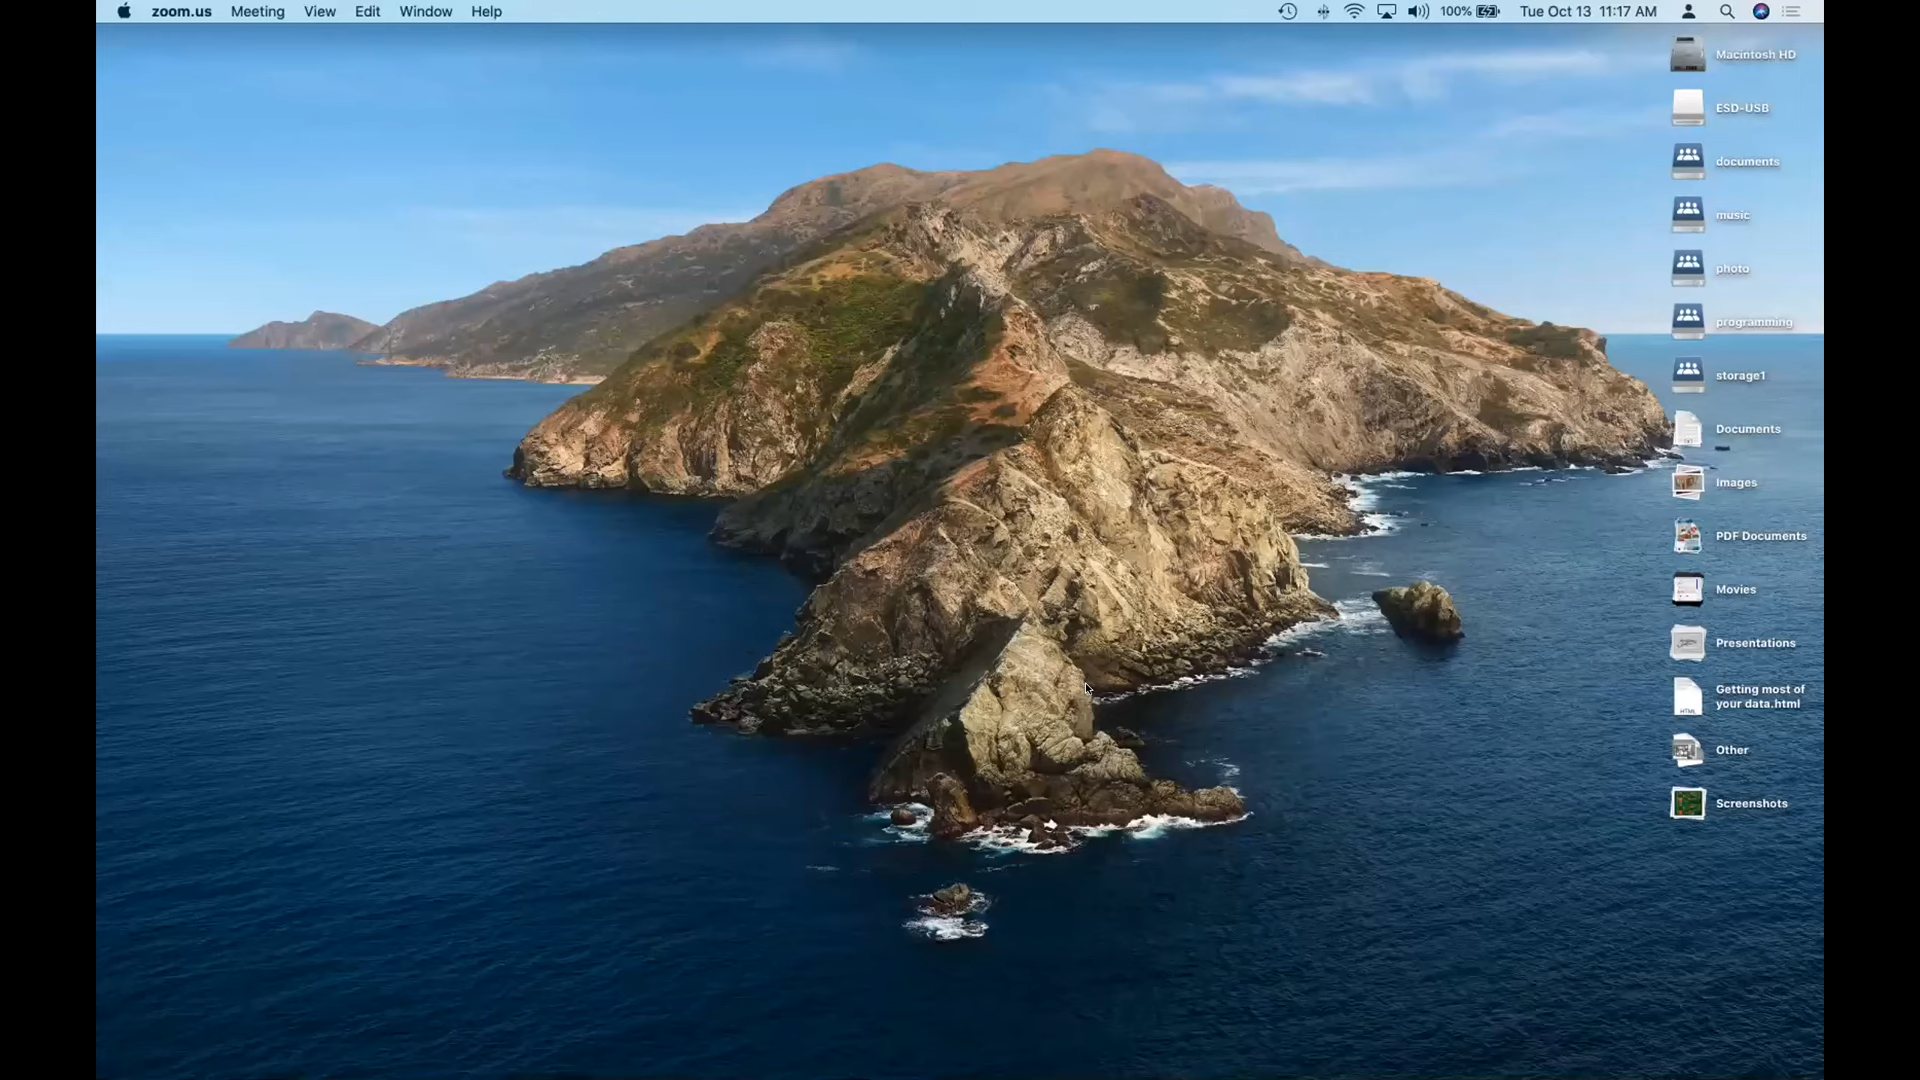 zoom.us Meeting View Edit Window Help 100% Tue Oct 13 11:17 AM
Macintosh HD
ESD-USB
documents
music
photo
programming
storage1
Documents
Images
PDF Documents
Movies
Presentations
Getting most of
your data.html
Other
Screenshots